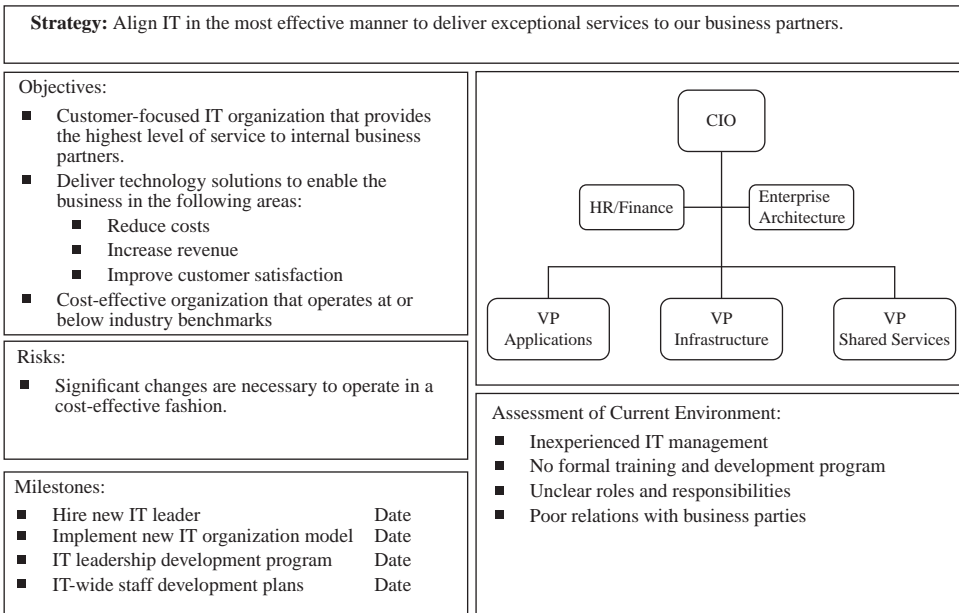 Strategy: Align IT in the most effective manner to deliver exceptional services to our business partners.
Objectives:
■ Customer-focused IT organization that provides
the highest level of service to internal business
partners.
■ Deliver technology solutions to enable the
business in the following areas:
■ Reduce costs
■ Increase revenue
■ Improve customer satisfaction
■ Cost-effective organization that operates at or
below industry benchmarks
CIO
HR/Finance
Enterprise
Architecture
VP
Applications
VP
Infrastructure
VP
Shared Services
Risks:
■ Significant changes are necessary to operate in a
cost-effective fashion.
Assessment of Current Environment:
■ Inexperienced IT management
■ No formal training and development program
■ Unclear roles and responsibilities
■ Poor relations with business parties
Milestones:
■ Hire new IT leader Date
■ Implement new IT organization model Date
■ IT leadership development program Date
■ IT-wide staff development plans Date